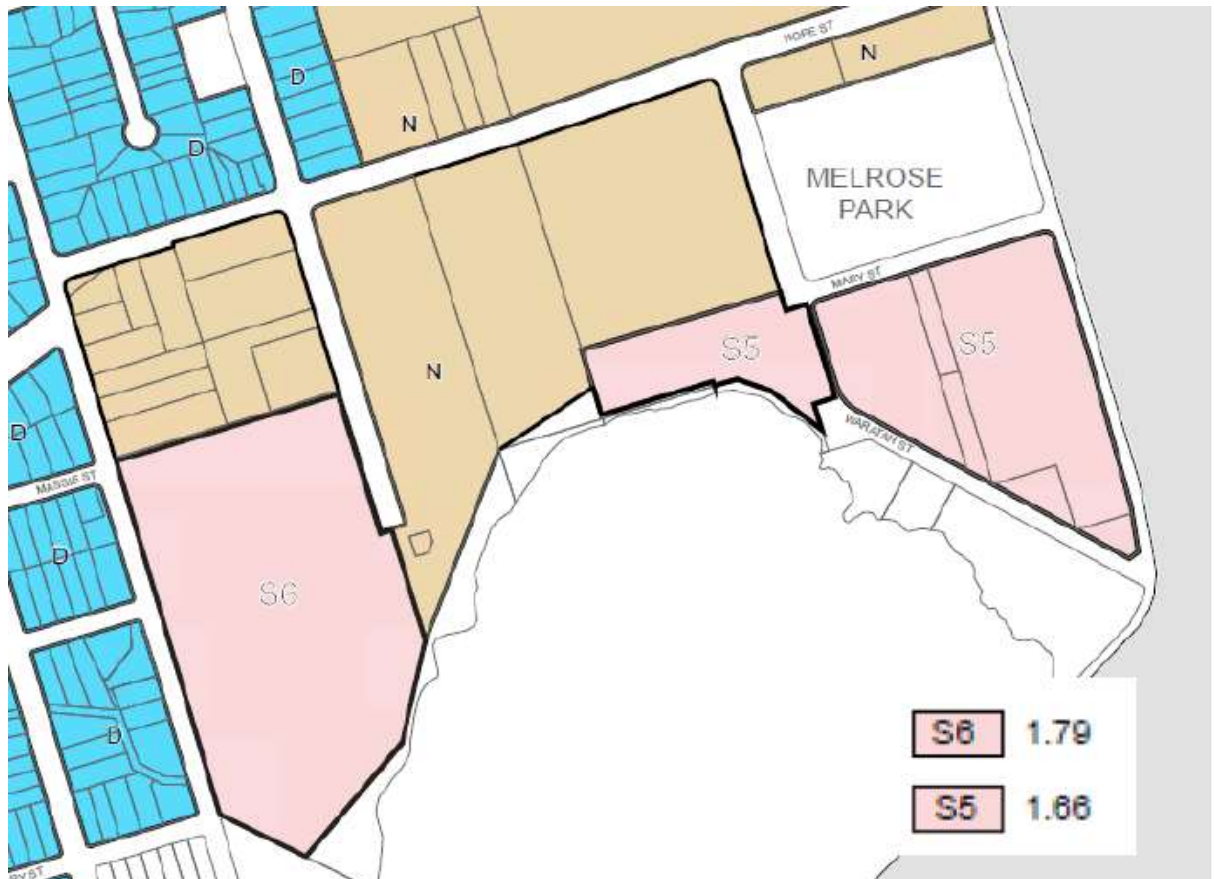 HOPE ST
N
D
N
D
MELROSE
PARK
MARY ST
S5
S5
N
D
WARATAH ST
MASSIE ST
D
S6
D
S6 1.79
S5 1.66